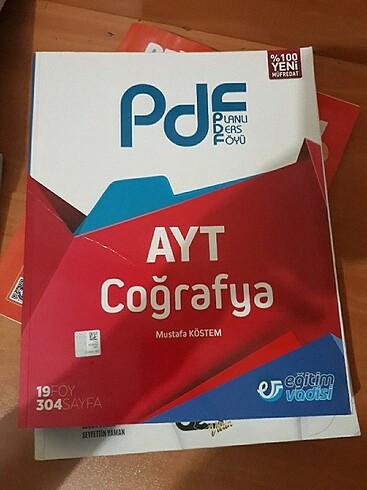 %100
YENİ
MÜFREDAT
PDF
PLANLI
DERS
FÖYÜ
AYT
Coğrafya
Mustafa KÖSTEM
19 FÖY
304 SAYFA
eğitim
vadisi
SEYFETTİN YAMAN